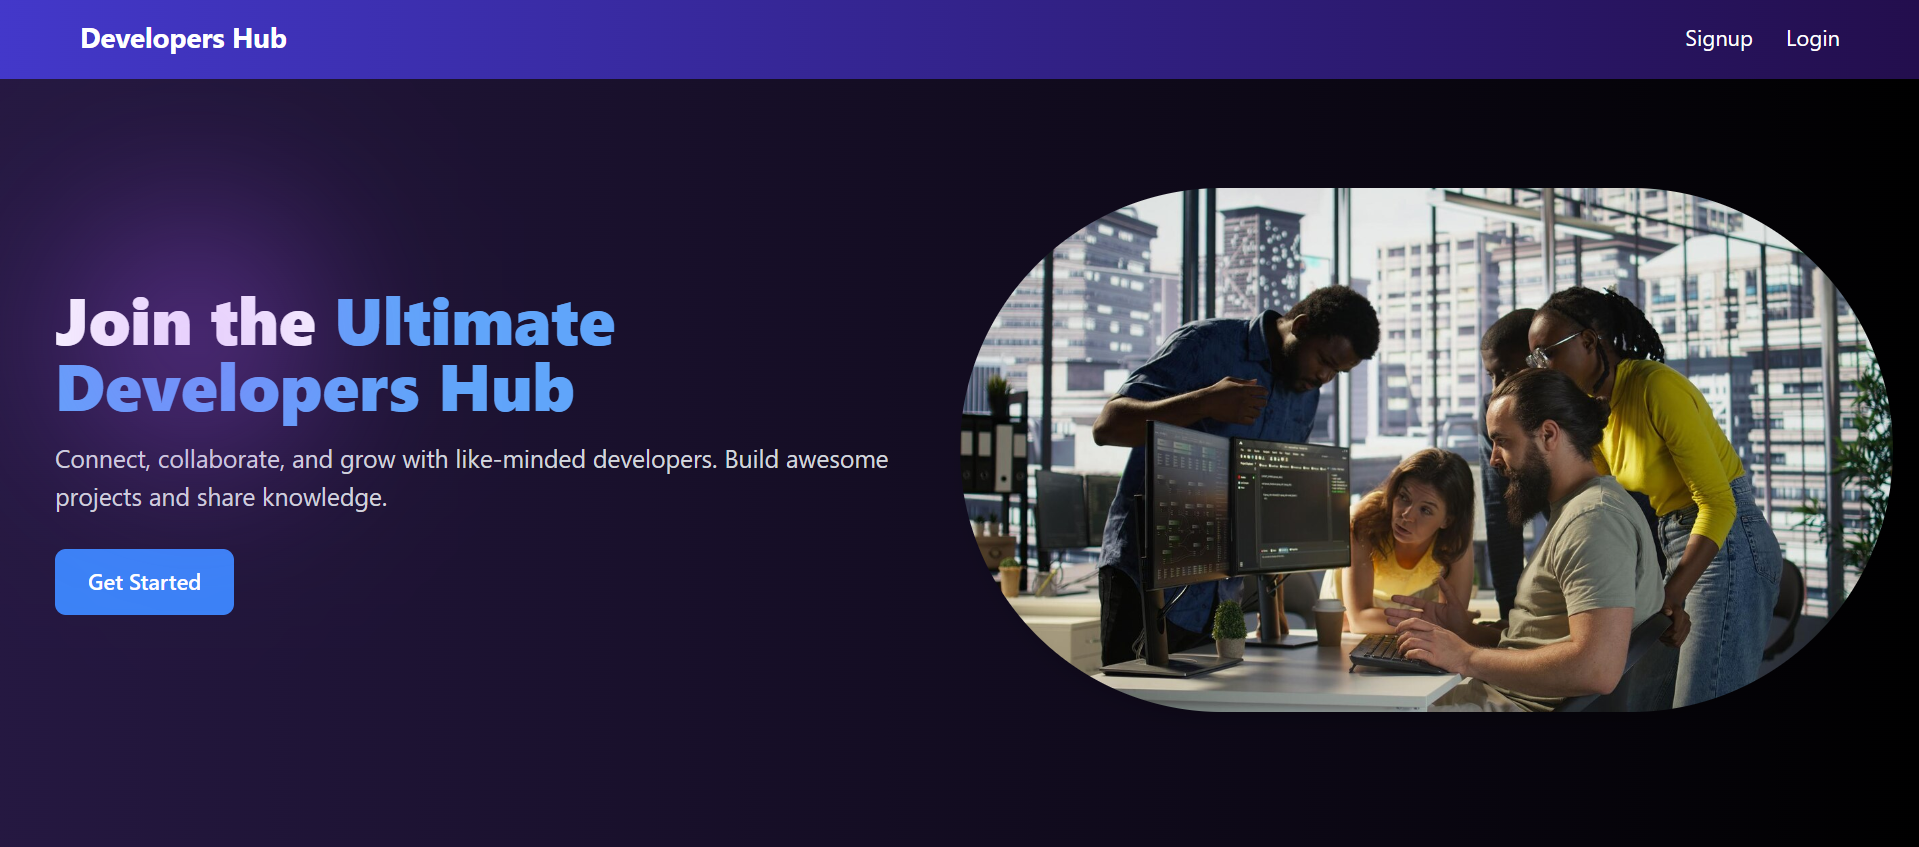 Developers Hub
Signup
Login
Join the Ultimate
Developers Hub
Connect, collaborate, and grow with like-minded developers. Build awesome
projects and share knowledge.
Get Started